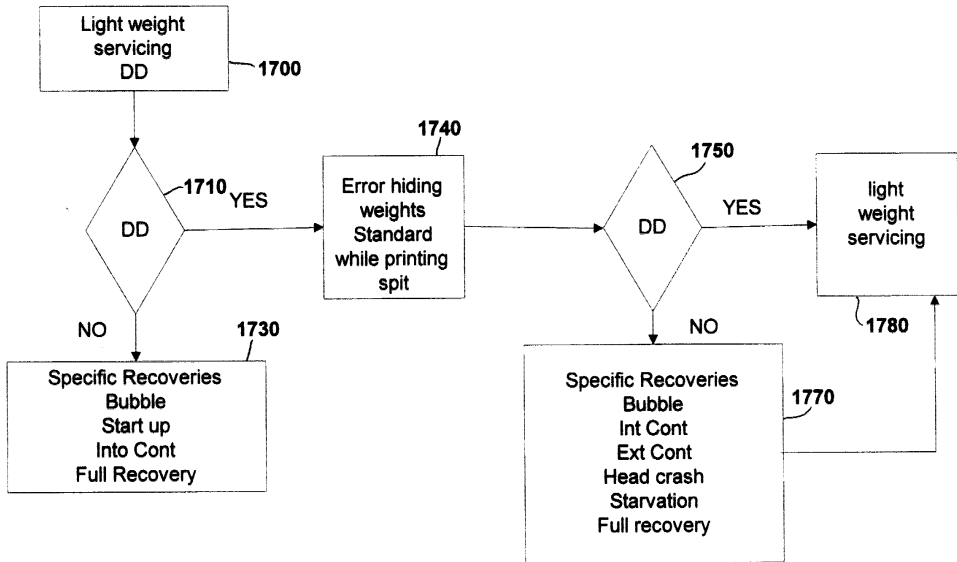 Light weight
servicing
DD
1700
1710
DD
YES
NO
1730
Specific Recoveries
Bubble
Start up
Into Cont
Full Recovery
1740
Error hiding
weights
Standard
while printing
spit
1750
DD
YES
NO
1770
Specific Recoveries
Bubble
Int Cont
Ext Cont
Head crash
Starvation
Full recovery
light
weight
servicing
1780